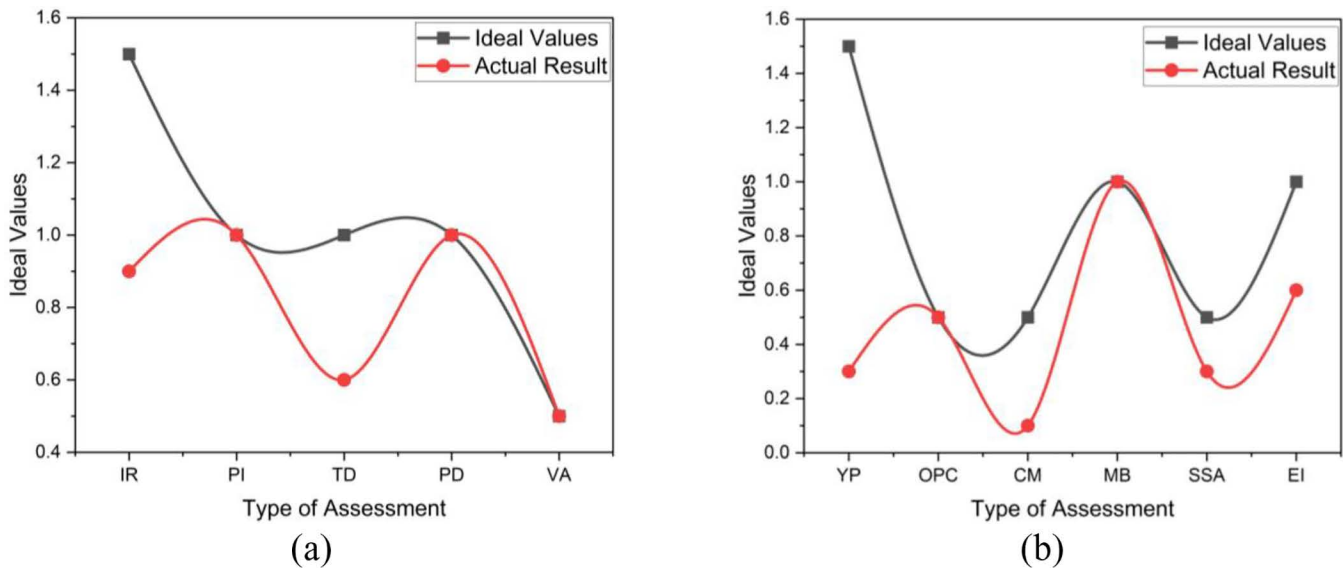 1.6
1.4
1.2
1.0
0.8
0.6
0.4
Ideal Values
Ideal Values
Actual Result
IR PI TD PD VA
Type of Assessment
(a)
1.6
1.4
1.2
1.0
0.8
0.6
0.4
0.2
0.0
Ideal Values
Ideal Values
Actual Result
YP OPC CM MB SSA EI
Type of Assessment
(b)